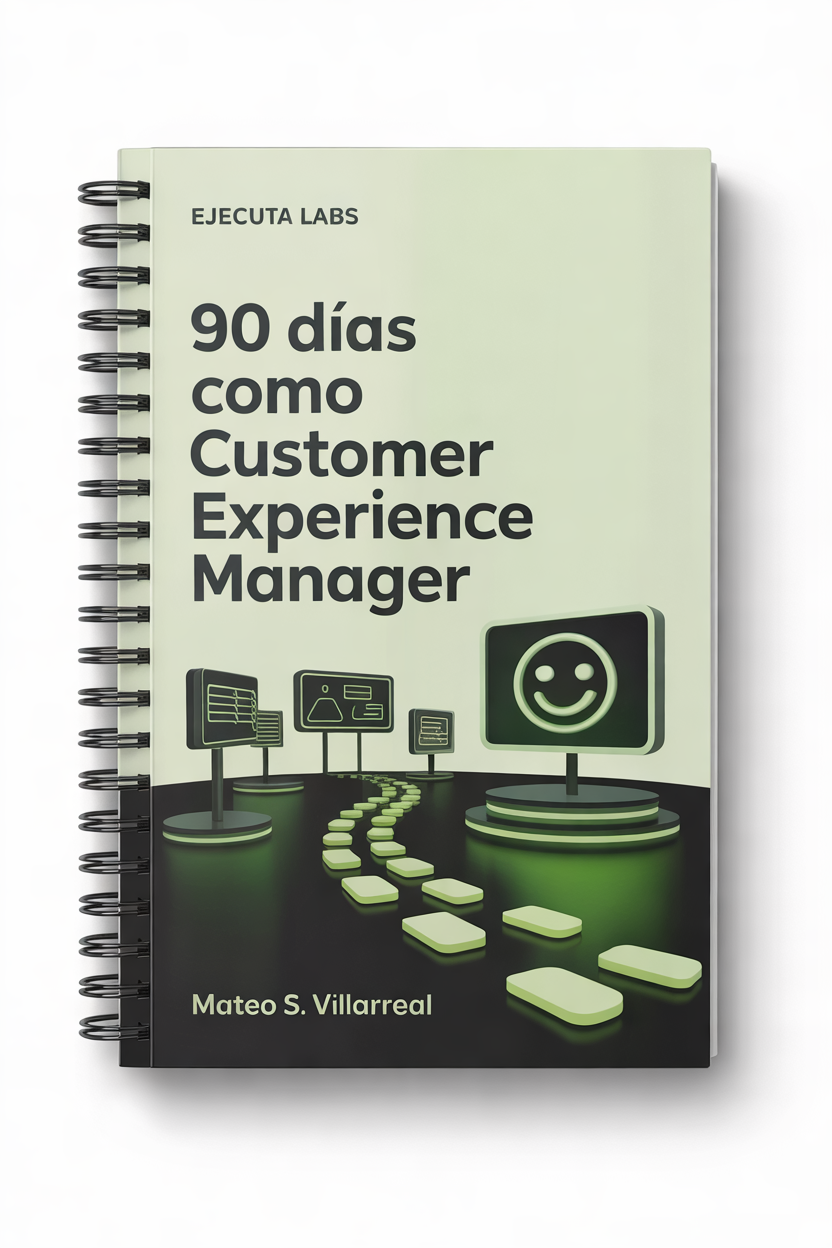 EJECUTA LABS
90 días
como
Customer
Experience
Manager
Mateo S. Villarreal